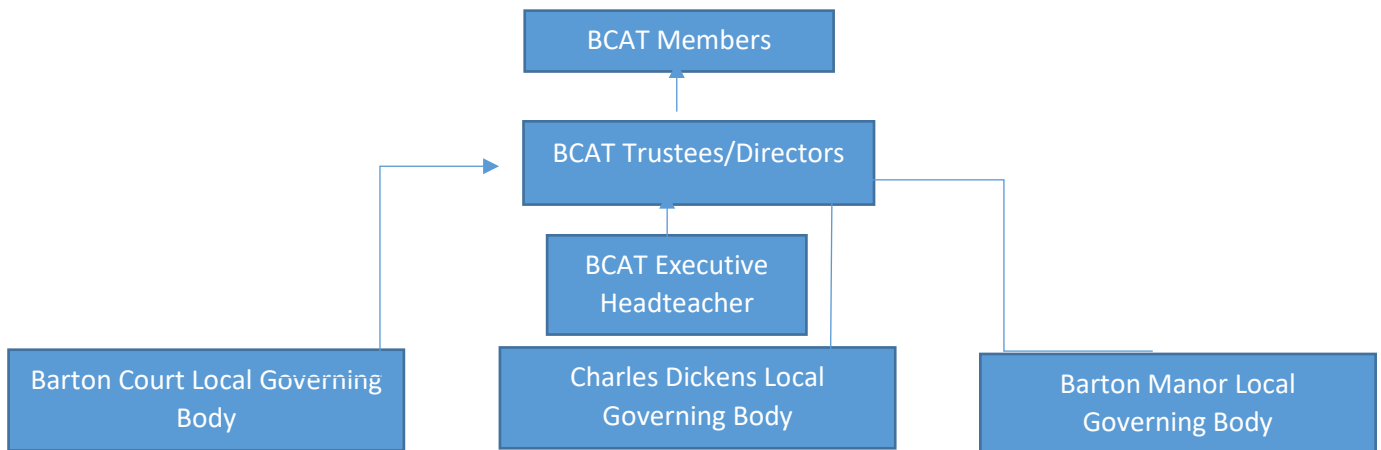 BCAT Members
BCAT Trustees/Directors
BCAT Executive
Headteacher
Barton Court Local Governing
Body
Charles Dickens Local
Governing Body
Barton Manor Local
Governing Body